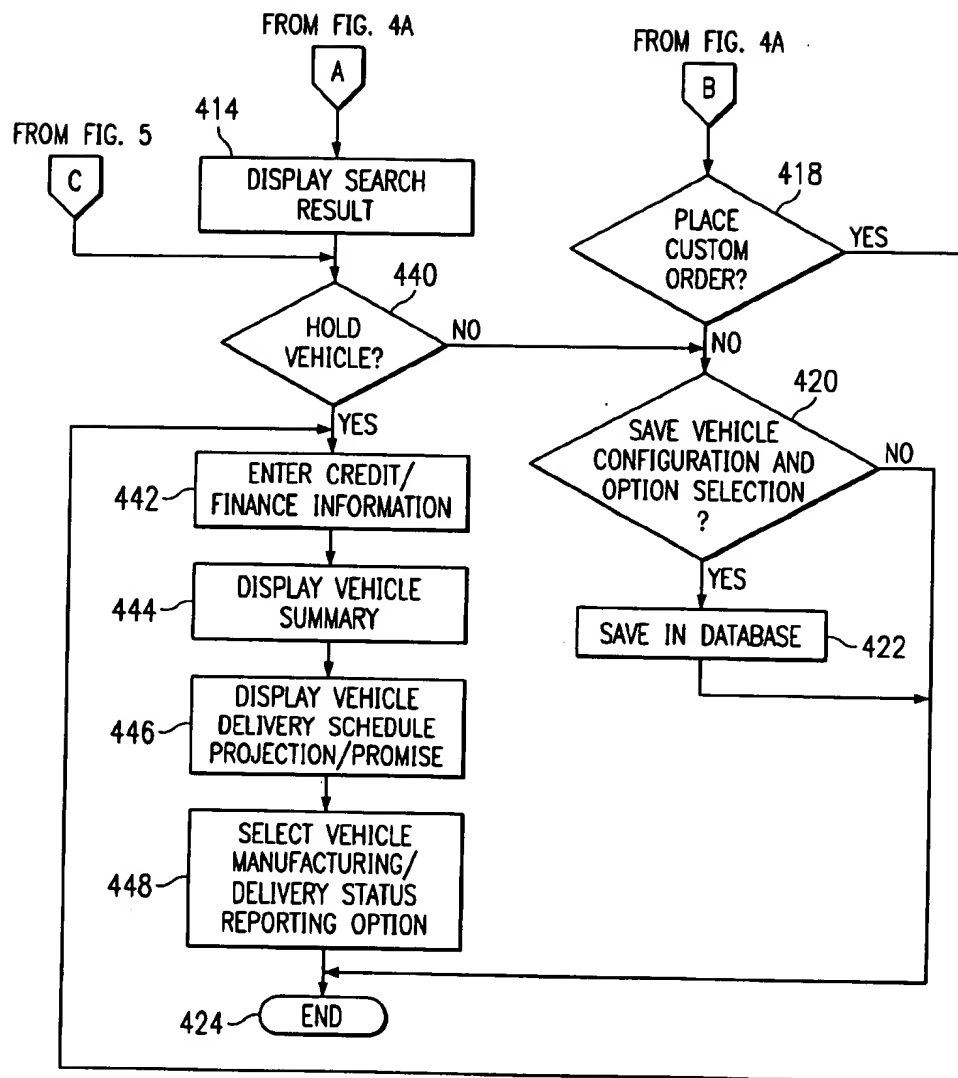 FROM FIG. 4A
A
FROM FIG. 4A
B
FROM FIG. 5
C
414
DISPLAY SEARCH
RESULT
418
PLACE
CUSTOM
ORDER?
YES
NO
440
HOLD
VEHICLE?
NO
YES
420
SAVE VEHICLE
CONFIGURATION AND
OPTION SELECTION
?
NO
YES
442
ENTER CREDIT/
FINANCE INFORMATION
444
DISPLAY VEHICLE
SUMMARY
SAVE IN DATABASE
422
446
DISPLAY VEHICLE
DELIVERY SCHEDULE
PROJECTION/PROMISE
448
SELECT VEHICLE
MANUFACTURING/
DELIVERY STATUS
REPORTING OPTION
424
END